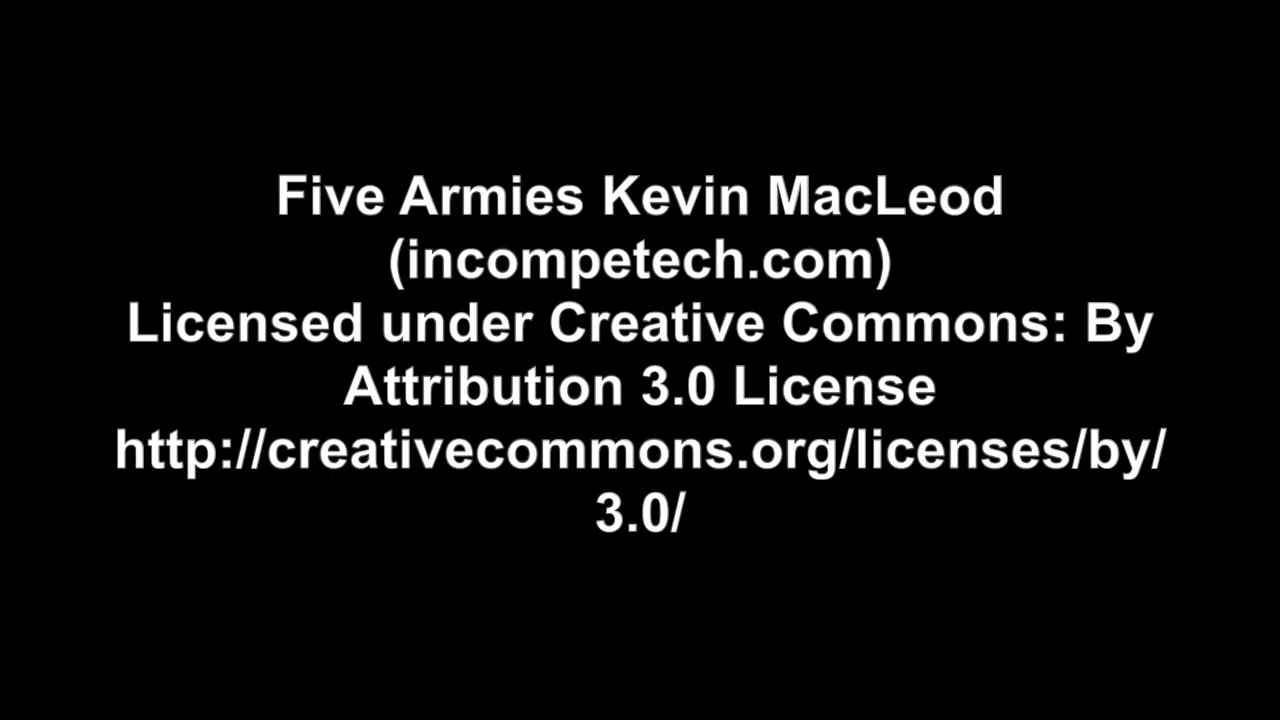 Five Armies Kevin MacLeod
(incompetech.com)
Licensed under Creative Commons: By
Attribution 3.0 License
http://creativecommons.org/licenses/by/
3.0/